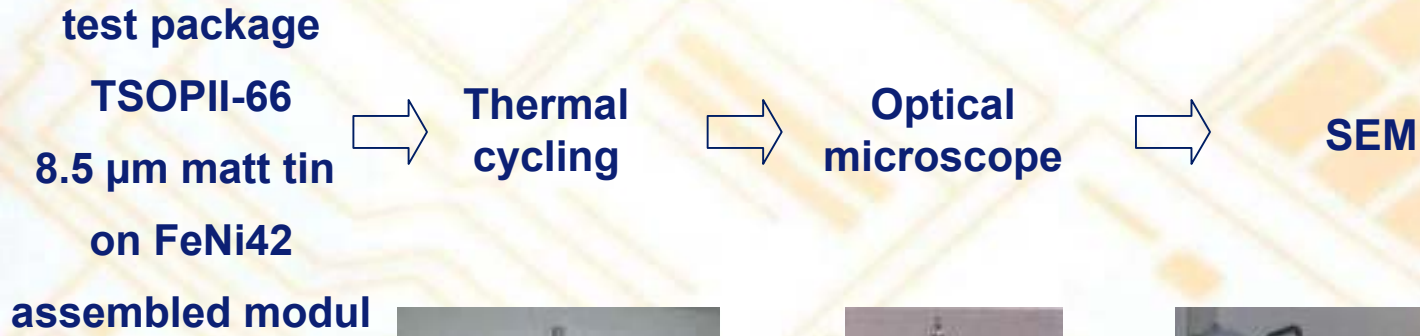 test package
TSOPII-66
8.5 µm matt tin
on FeNi42
assembled modul
Thermal
cycling
Optical
microscope
SEM